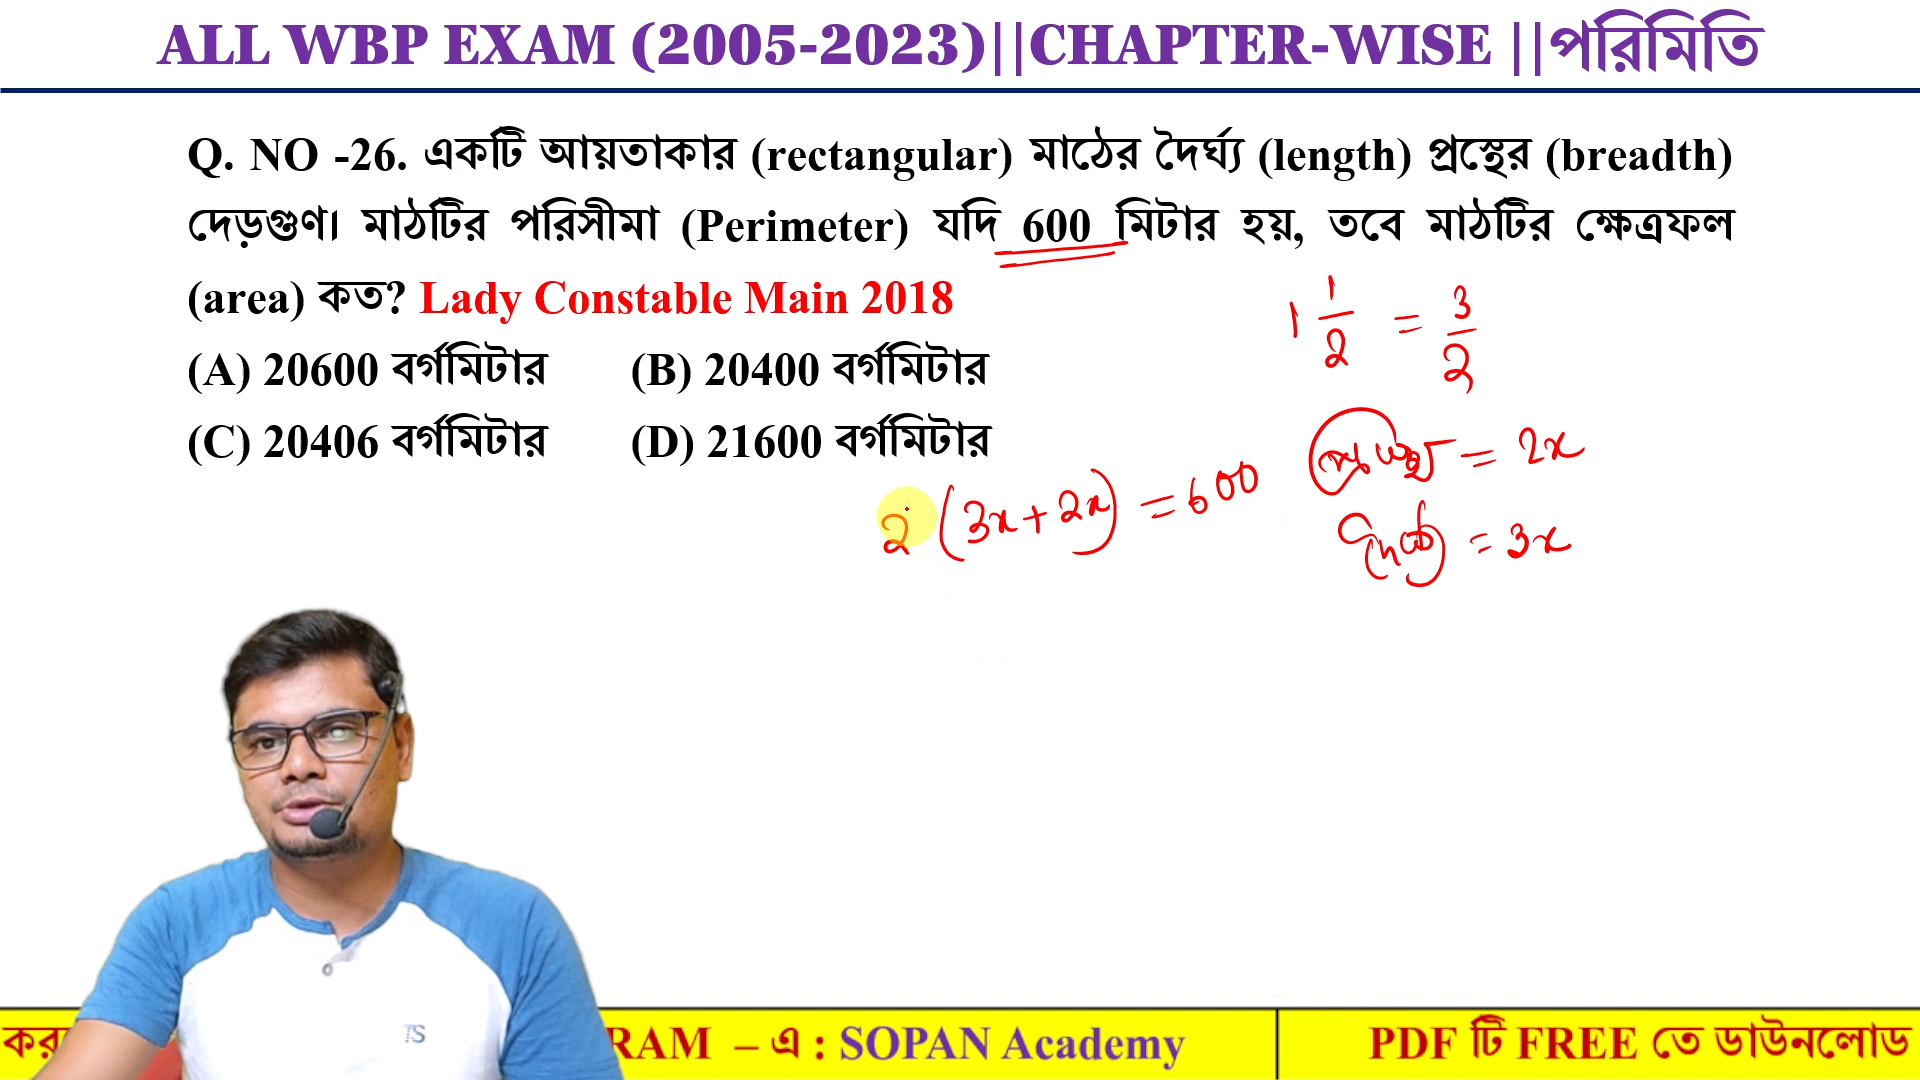 ALL WBP EXAM (2005-2023)||CHAPTER-WISE ||পরিমিতি
Q. NO -26. একটি আয়তাকার (rectangular) মাঠের দৈর্ঘ্য (length) প্রস্থের (breadth)
দেড়গুণ। মাঠটির পরিসীমা (Perimeter) যদি 600 মিটার হয়, তবে মাঠটির ক্ষেত্রফল
(area) কত? Lady Constable Main 2018
1 1/2 = 3/2
(A) 20600 বর্গমিটার (B) 20400 বর্গমিটার
(C) 20406 বর্গমিটার (D) 21600 বর্গমিটার
প্রস্থ = 2x
2 (3x + 2x) = 600
দৈর্ঘ্য = 3x
TS
কর RAM – এ : SOPAN Academy PDF টি FREE তে ডাউনলোড